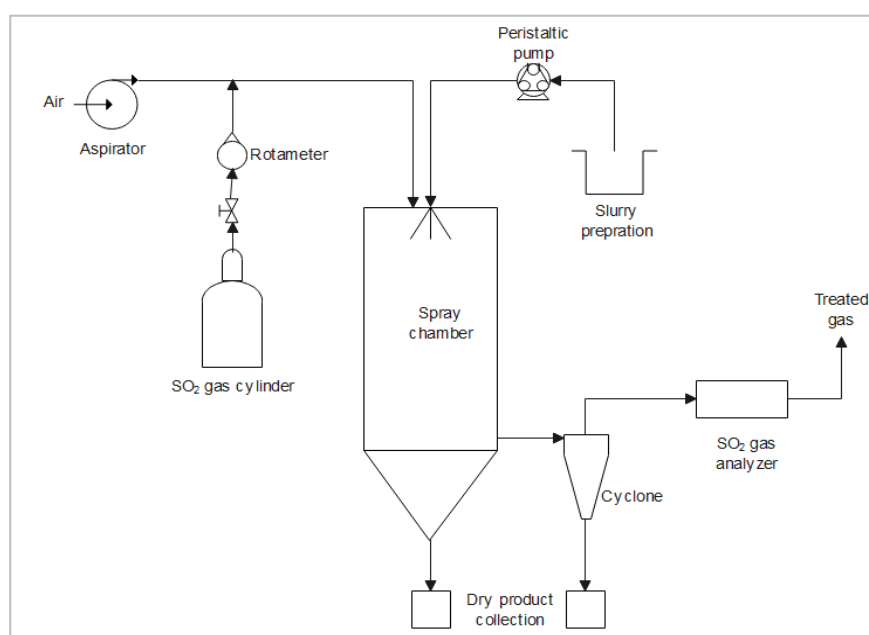 Peristaltic
pump
Air
Aspirator
Rotameter
Slurry
prepration
SO₂ gas cylinder
Spray
chamber
Treated
gas
SO₂ gas
analyzer
Cyclone
Dry product
collection